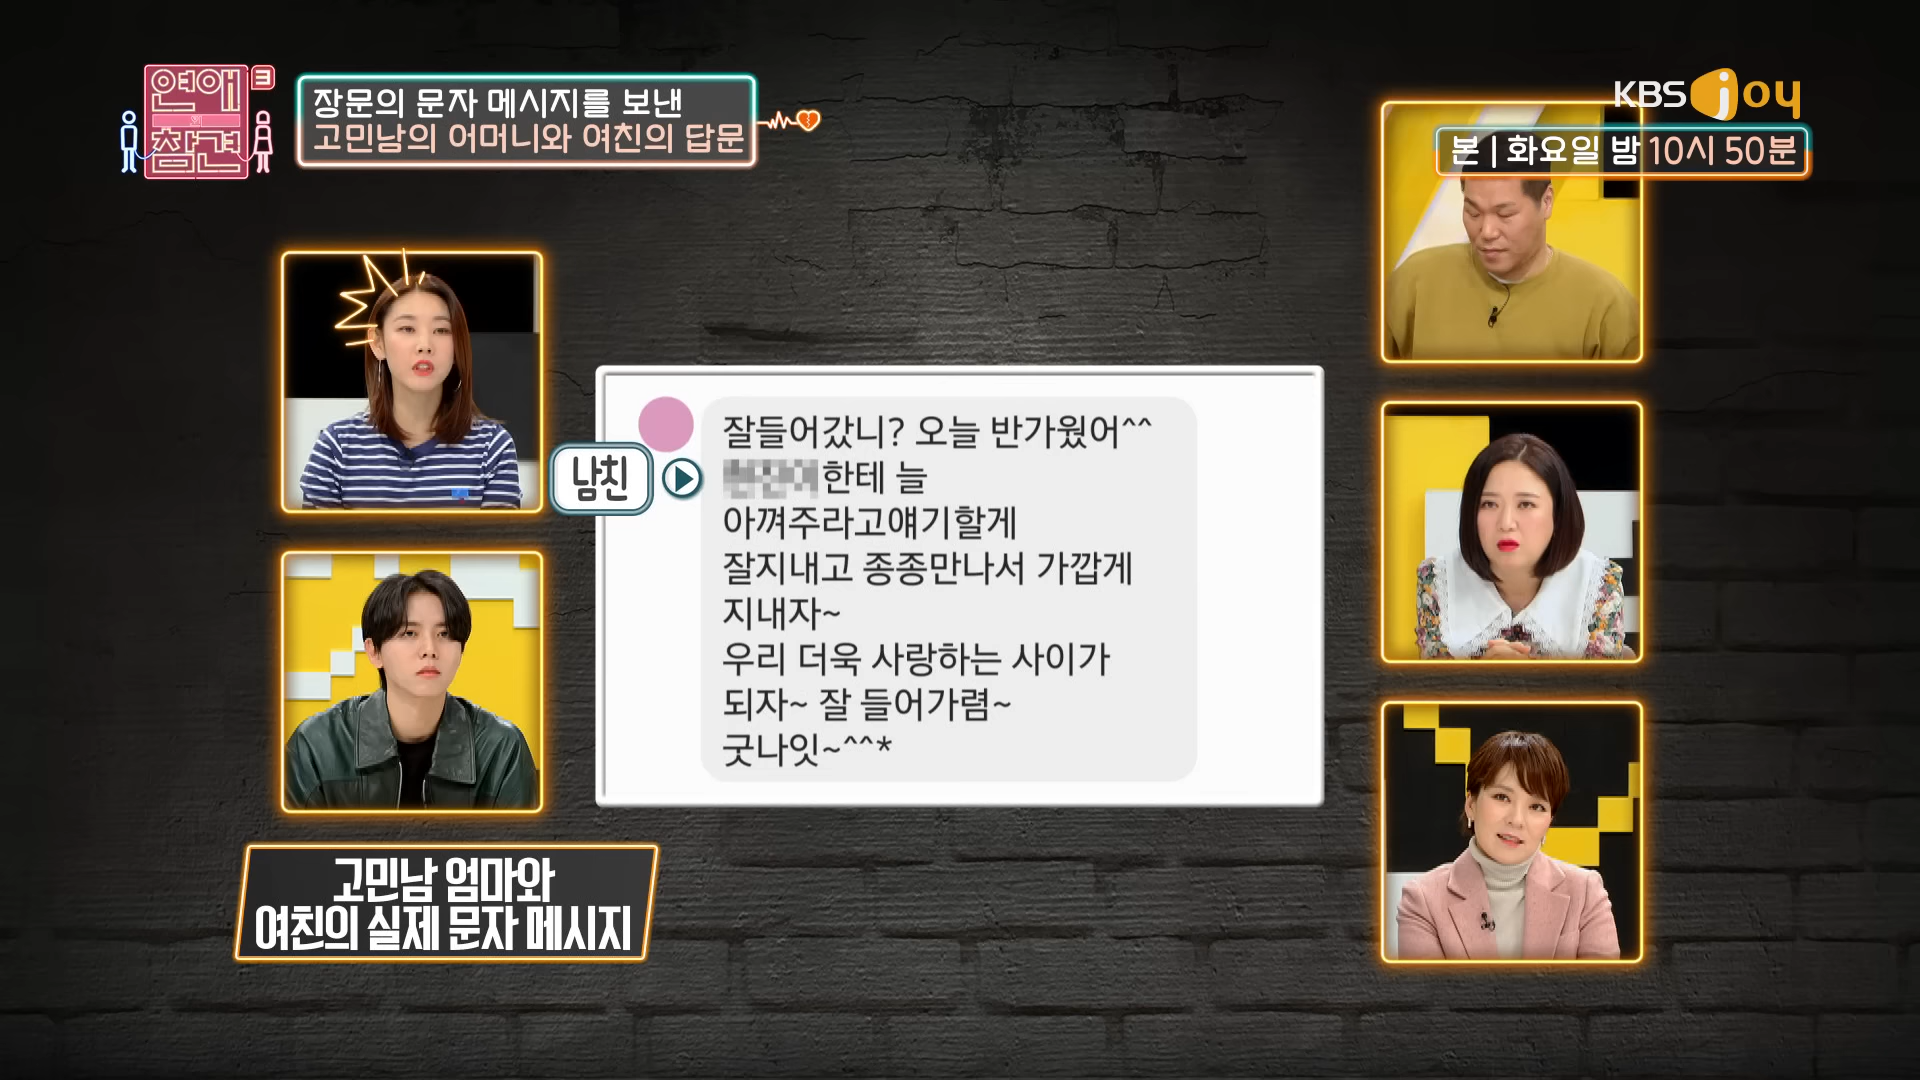 연애의 참견 3
장문의 문자 메시지를 보낸
고민남의 어머니와 여친의 답문
KBS joy
본 | 화요일 밤 10시 50분
남친
잘들어갔니? 오늘 반가웠어^^
한테 늘
아껴주라고얘기할게
잘지내고 종종만나서 가깝게
지내자~
우리 더욱 사랑하는 사이가
되자~ 잘 들어가렴~
굿나잇~^^*
고민남 엄마와
여친의 실제 문자 메시지